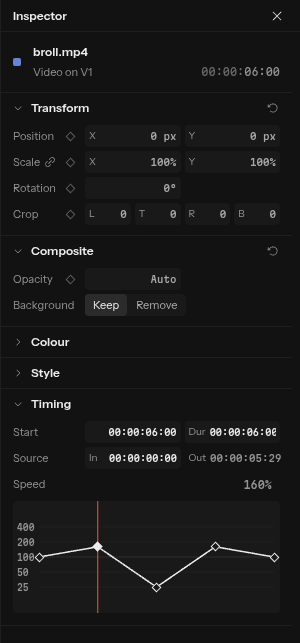 Inspector
broll.mp4
Video on V1 00:00:06:00
Transform
Position X 0 px Y 0 px
Scale X 100% Y 100%
Rotation 0°
Crop L 0 T 0 R 0 B 0
Composite
Opacity Auto
Background Keep Remove
Colour
Style
Timing
Start 00:00:06:00 Dur 00:00:06:00
Source In 00:00:00:00 Out 00:00:05:29
Speed 160%
400
200
100
50
25